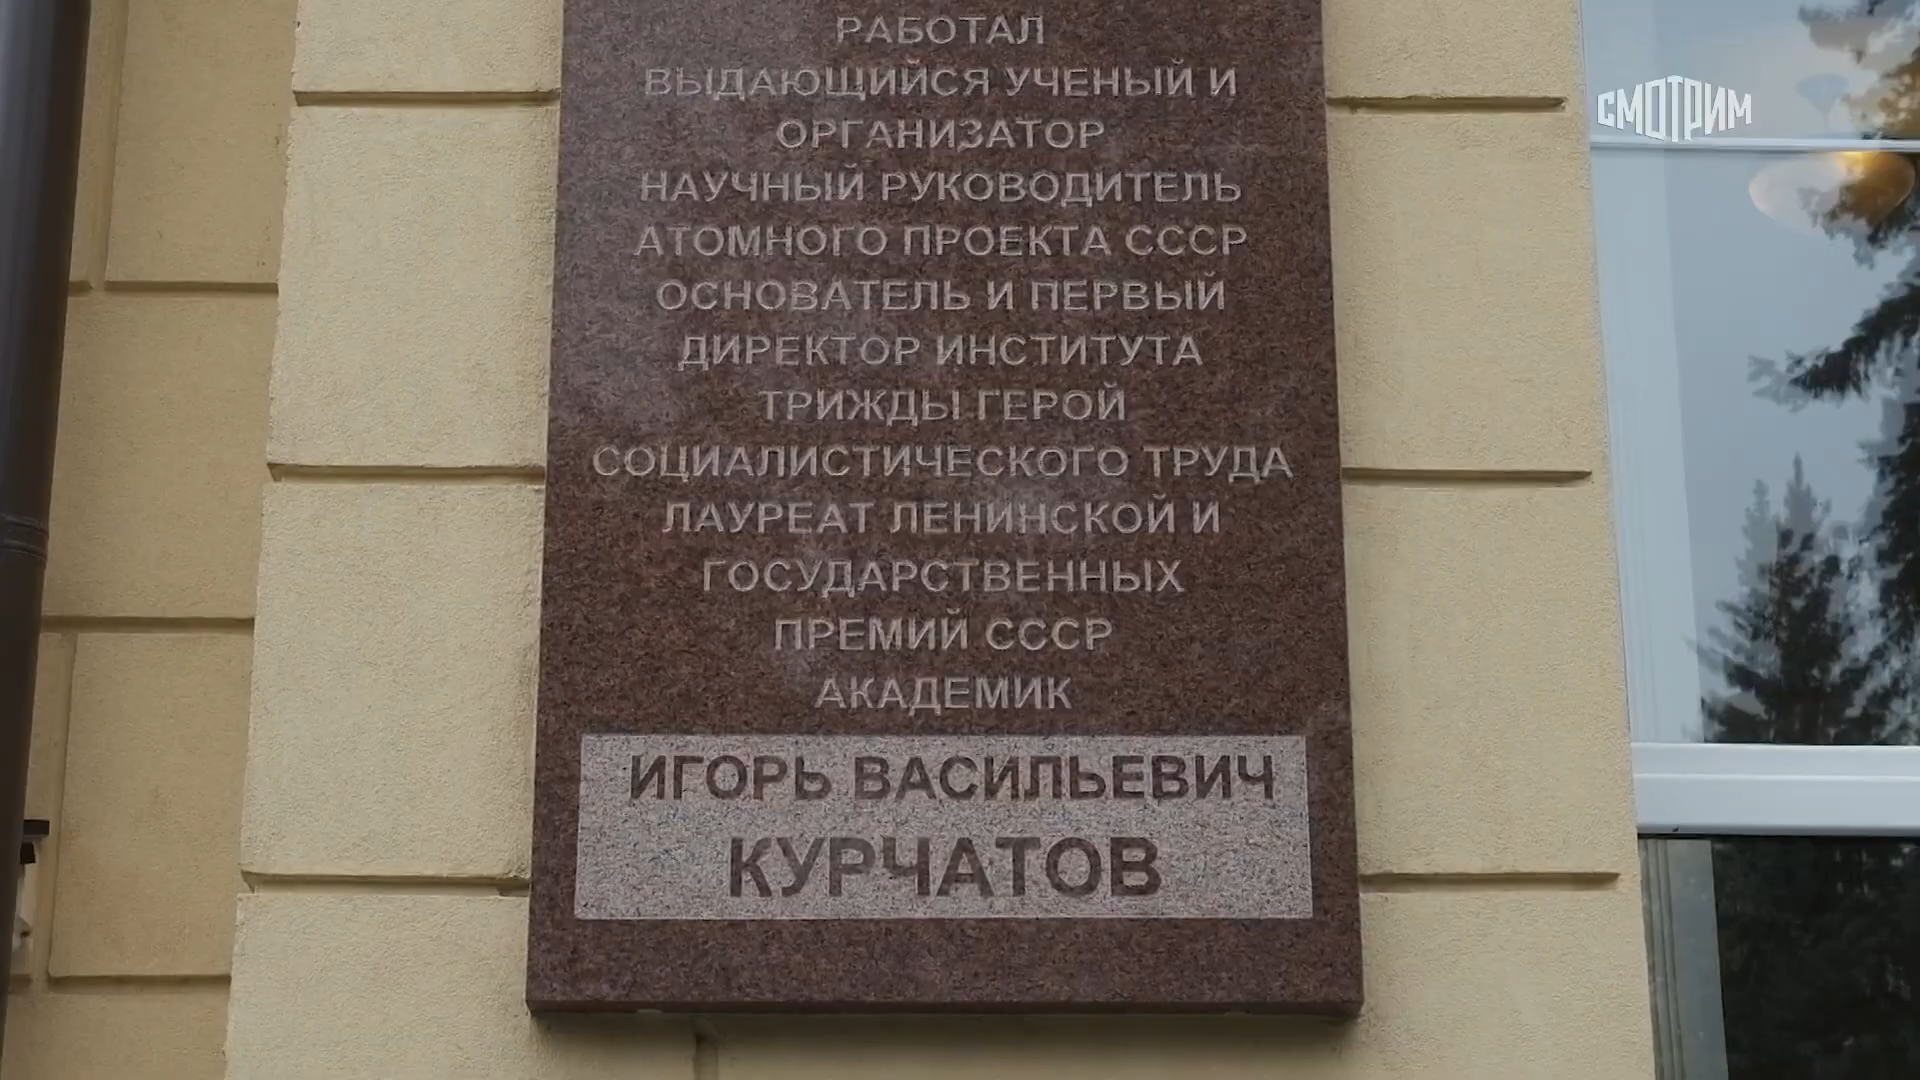 РАБОТАЛ
ВЫДАЮЩИЙСЯ УЧЕНЫЙ И
ОРГАНИЗАТОР
НАУЧНЫЙ РУКОВОДИТЕЛЬ
АТОМНОГО ПРОЕКТА СССР
ОСНОВАТЕЛЬ И ПЕРВЫЙ
ДИРЕКТОР ИНСТИТУТА
ТРИЖДЫ ГЕРОЙ
СОЦИАЛИСТИЧЕСКОГО ТРУДА
ЛАУРЕАТ ЛЕНИНСКОЙ И
ГОСУДАРСТВЕННЫХ
ПРЕМИЙ СССР
АКАДЕМИК
ИГОРЬ ВАСИЛЬЕВИЧ
КУРЧАТОВ
СМОТРИМ